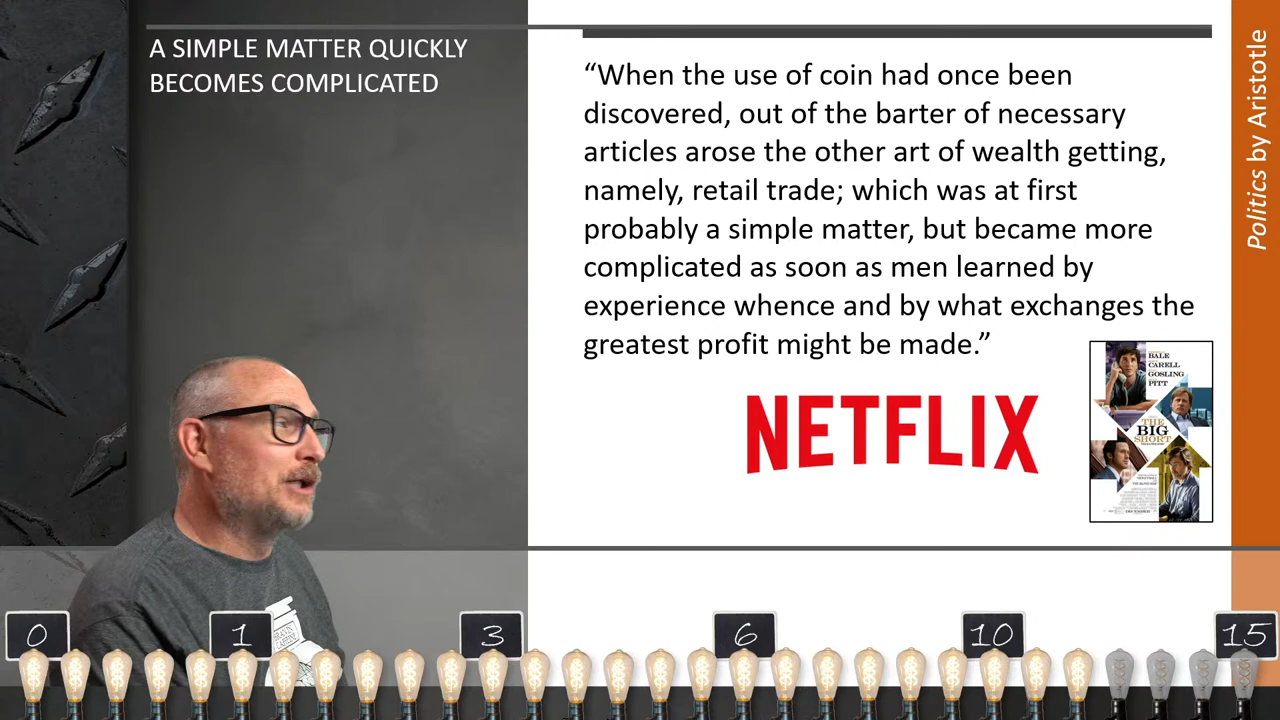 A SIMPLE MATTER QUICKLY
BECOMES COMPLICATED
“When the use of coin had once been
discovered, out of the barter of necessary
articles arose the other art of wealth getting,
namely, retail trade; which was at first
probably a simple matter, but became more
complicated as soon as men learned by
experience whence and by what exchanges the
greatest profit might be made.”
Politics by Aristotle
NETFLIX
BALE
CARELL
GOSLING
PITT
THE
BIG
SHORT
0
1
3
6
10
15